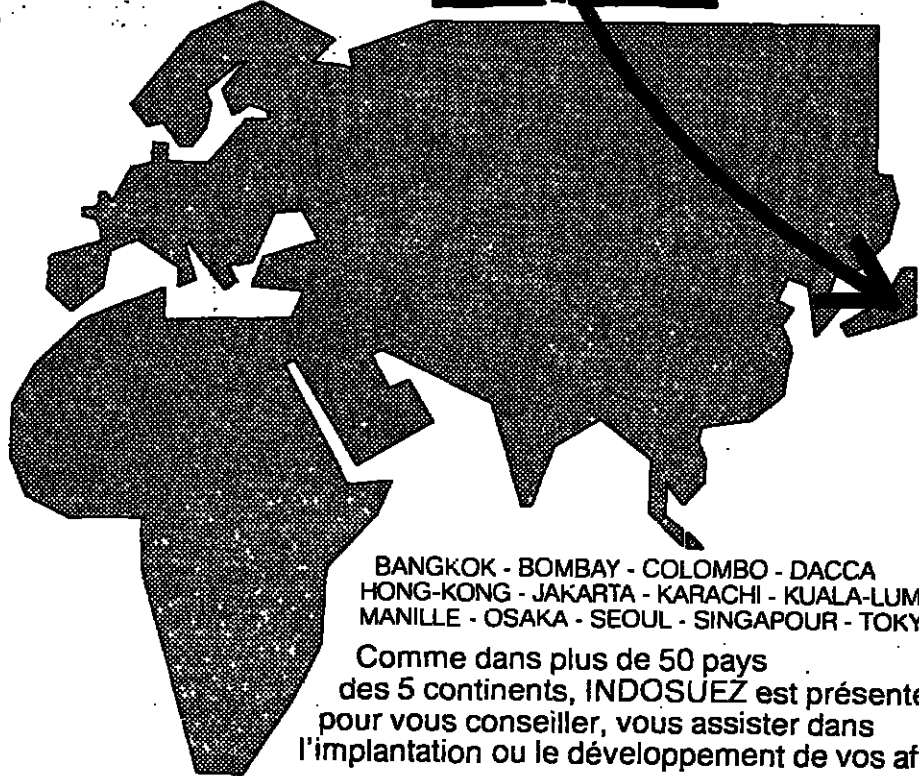 BANGKOK - BOMBAY - COLOMBO - DACCA
HONG-KONG - JAKARTA - KARACHI - KUALA-LUM
MANILLE - OSAKA - SEOUL - SINGAPOUR - TOKY
Comme dans plus de 50 pays
des 5 continents, INDOSUEZ est présente
pour vous conseiller, vous assister dans
l'implantation ou le développement de vos af